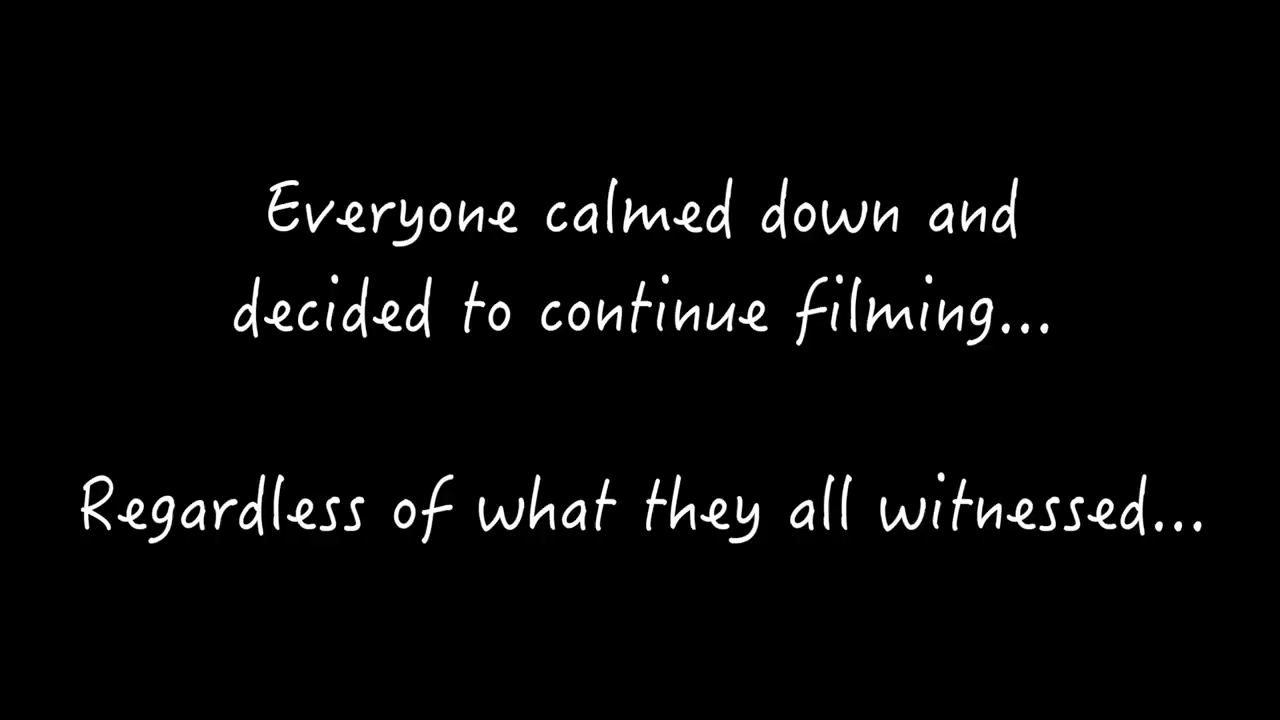 Everyone calmed down and
decided to continue filming...
Regardless of what they all witnessed...